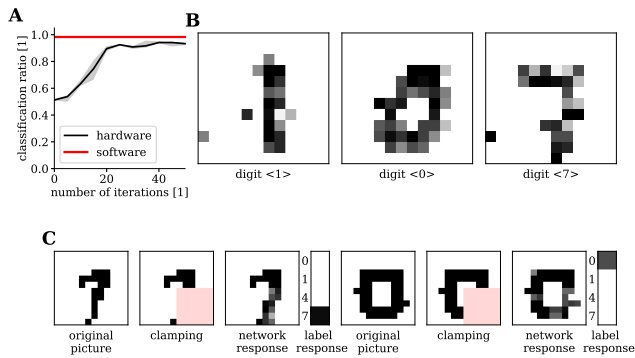 A
classification ratio [1]
1.0
0.8
0.6
0.4
0.2
0.0
hardware
software
0
20
40
number of iterations [1]
B
digit <1>
digit <0>
digit <7>
C
original
picture
clamping
network
response
0
1
4
7
label
response
original
picture
clamping
network
response
0
1
4
7
label
response